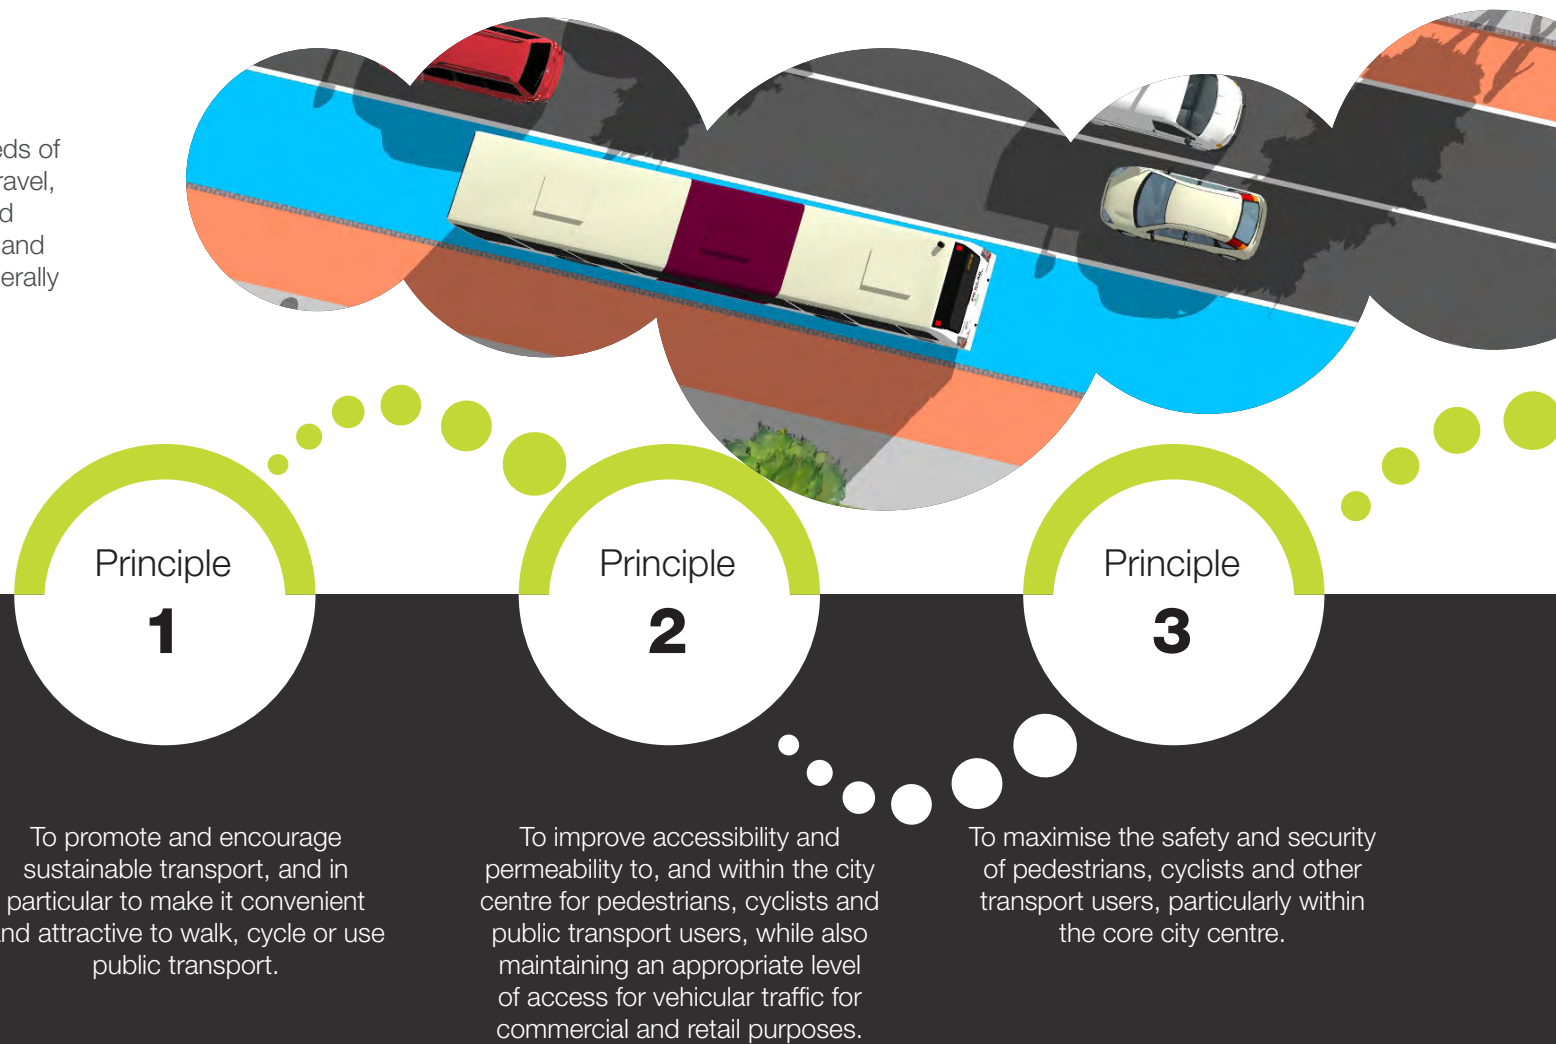 of
d
and
Principle
1
Principle
2
Principle
3
To promote and encourage
sustainable transport, and in
particular to make it convenient
attractive to walk, cycle or use
public transport.
To improve accessibility and
permeability to, and within the city
centre for pedestrians, cyclists and
public transport users, while also
maintaining an appropriate level
of access for vehicular traffic for
commercial and retail purposes.
To maximise the safety and security
of pedestrians, cyclists and other
transport users, particularly within
the core city centre.